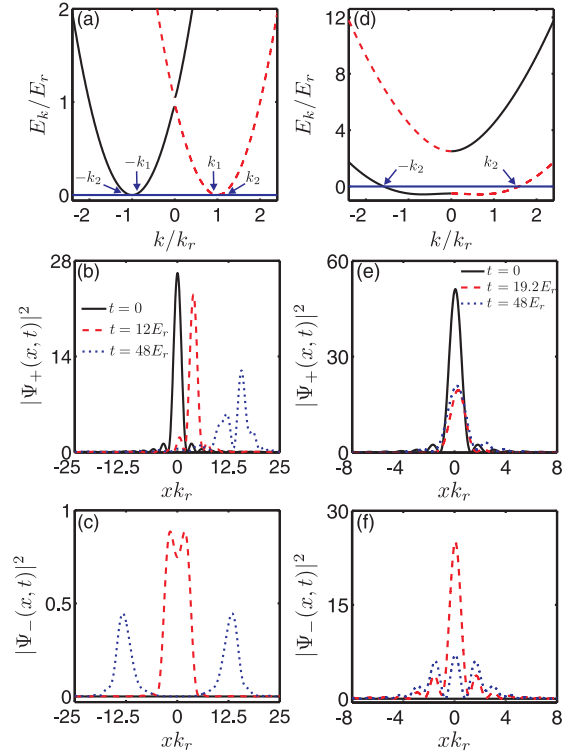 (a)
E_k/E_r
2
1
0
-k_2
-k_1
k_1
k_2
-2 -1 0 1 2
k/k_r
(d)
E_k/E_r
12
8
4
0
-k_2
k_2
-2 -1 0 1 2
k/k_r
(b)
|Ψ_+(x, t)|^2
28
14
0
t = 0
t = 12E_r
t = 48E_r
-25 -12.5 0 12.5 25
xk_r
(e)
|Ψ_+(x, t)|^2
60
30
0
t = 0
t = 19.2E_r
t = 48E_r
-8 -4 0 4 8
xk_r
(c)
|Ψ_-(x, t)|^2
1
0.5
0
-25 -12.5 0 12.5 25
xk_r
(f)
|Ψ_-(x, t)|^2
30
15
0
-8 -4 0 4 8
xk_r